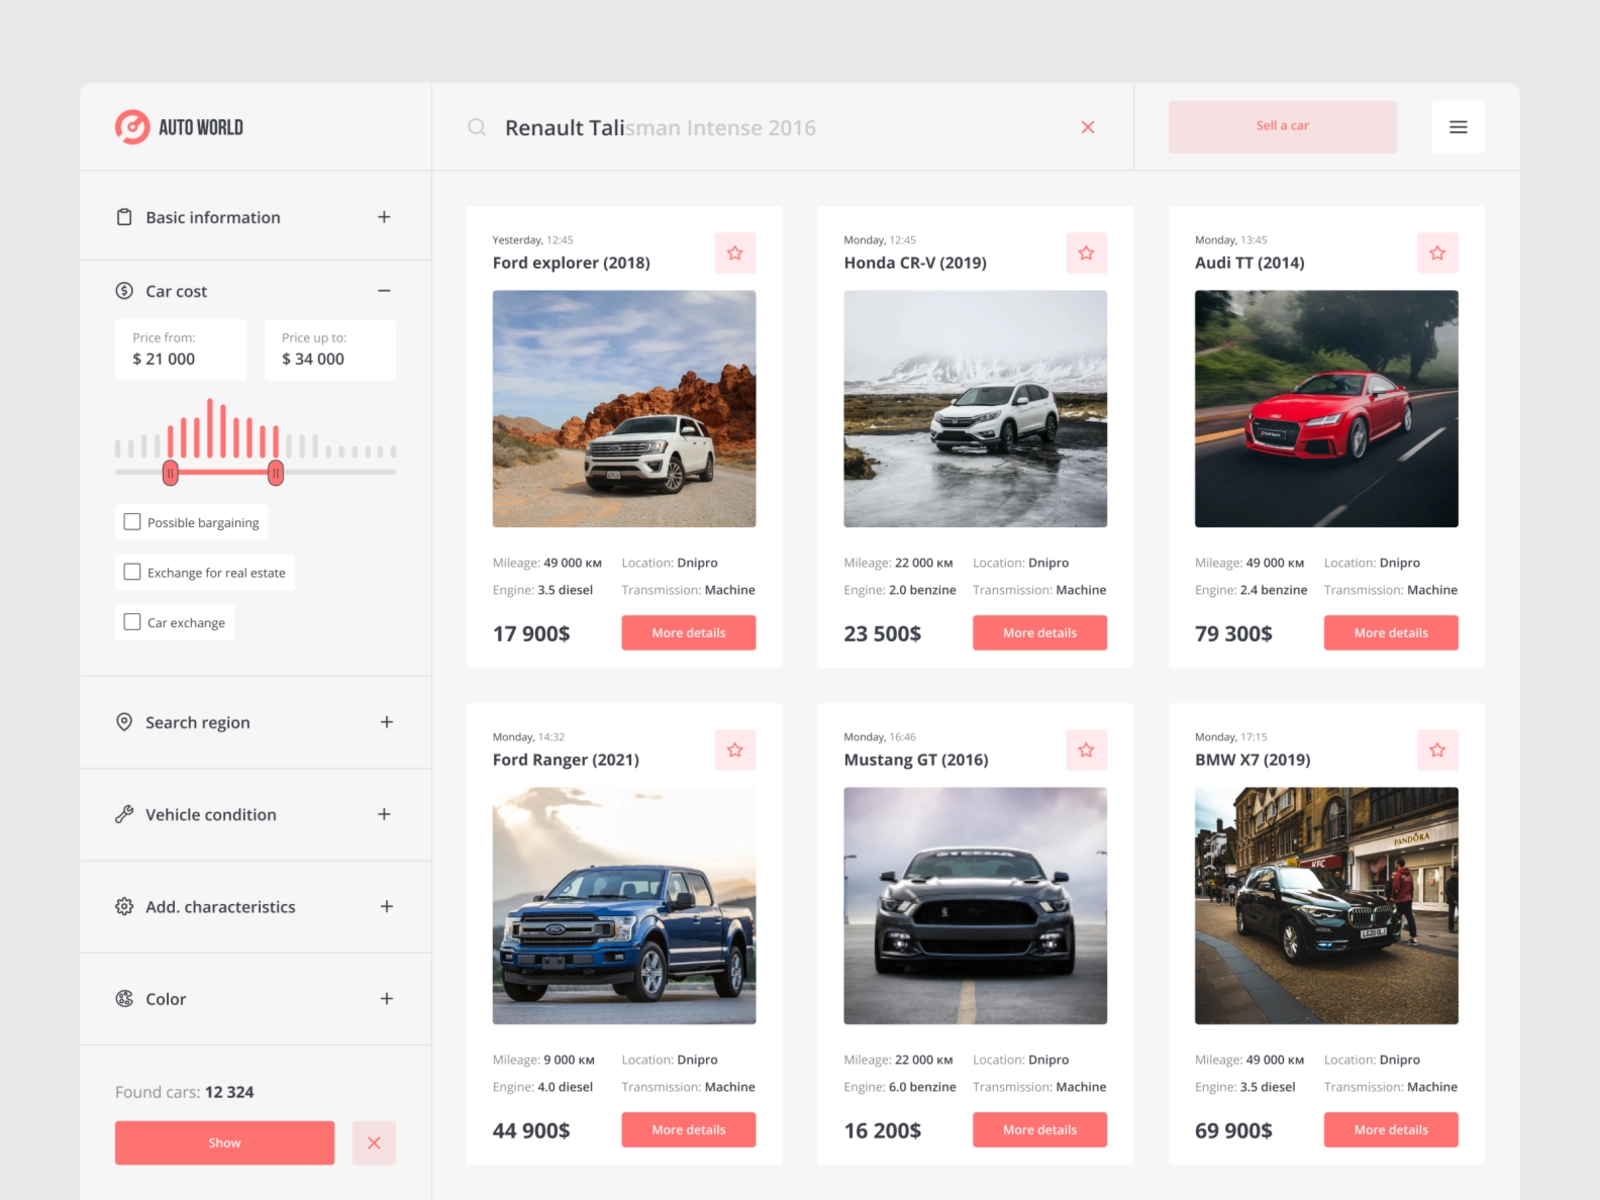 AUTO WORLD
Renault Talisman Intense 2016
Sell a car
Basic information
Car cost
Price from:
$ 21 000
Price up to:
$ 34 000
Possible bargaining
Exchange for real estate
Car exchange
Search region
Vehicle condition
Add. characteristics
Color
Found cars: 12 324
Show
Yesterday, 12:45
Ford explorer (2018)
Mileage: 49 000 км
Location: Dnipro
Engine: 3.5 diesel
Transmission: Machine
17 900$
More details
Monday, 12:45
Honda CR-V (2019)
Mileage: 22 000 км
Location: Dnipro
Engine: 2.0 benzine
Transmission: Machine
23 500$
More details
Monday, 13:45
Audi TT (2014)
Mileage: 49 000 км
Location: Dnipro
Engine: 2.4 benzine
Transmission: Machine
79 300$
More details
Monday, 14:32
Ford Ranger (2021)
Ford
Mileage: 9 000 км
Location: Dnipro
Engine: 4.0 diesel
Transmission: Machine
44 900$
More details
Monday, 16:46
Mustang GT (2016)
STEEDA
Mileage: 22 000 км
Location: Dnipro
Engine: 6.0 benzine
Transmission: Machine
16 200$
More details
Monday, 17:15
BMW X7 (2019)
PANDÖRA
KFC
Mileage: 49 000 км
Location: Dnipro
Engine: 3.5 diesel
Transmission: Machine
69 900$
More details